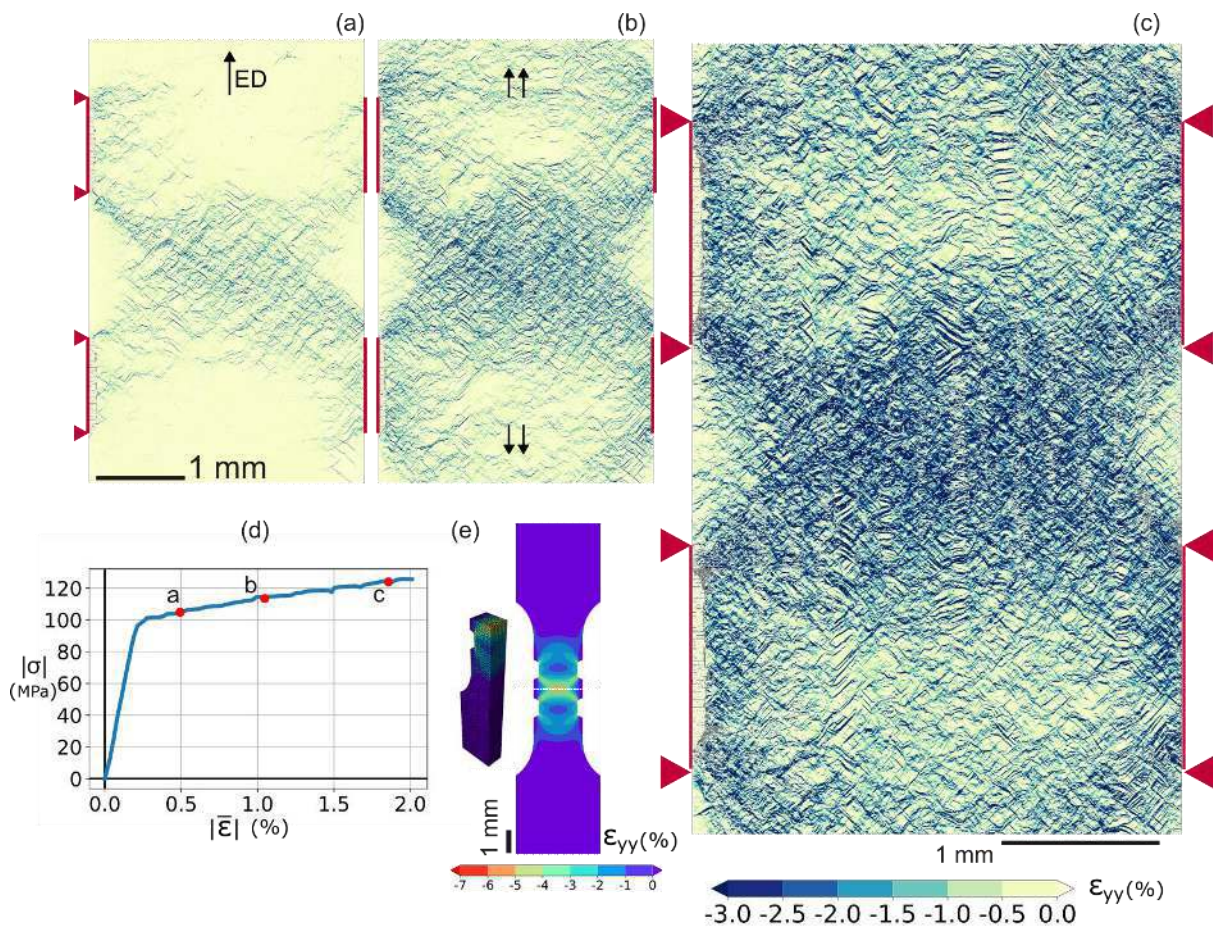 (a)
(b)
(c)
ED
1 mm
(d)
(e)
120
100
80
60
40
20
0
|σ|
(MPa)
a
b
c
0.0 0.5 1.0 1.5 2.0
|ε̅| (%)
1 mm
εyy(%)
-7 -6 -5 -4 -3 -2 -1 0
1 mm
εyy(%)
-3.0 -2.5 -2.0 -1.5 -1.0 -0.5 0.0